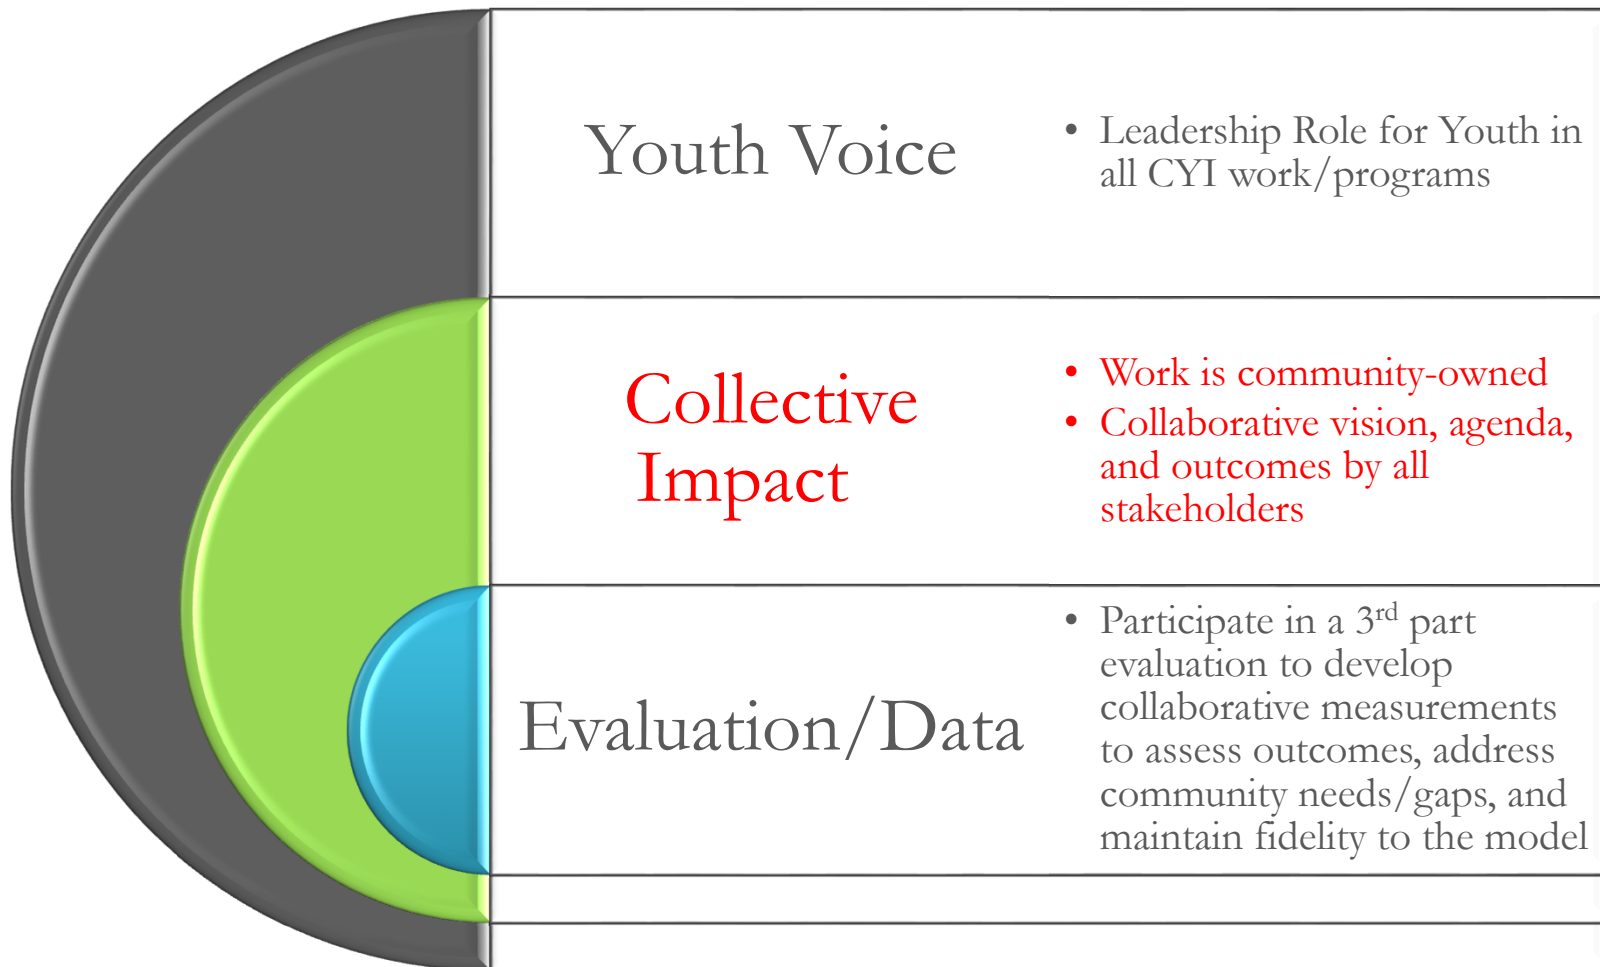 Youth Voice
• Leadership Role for Youth in
all CYI work/programs
Collective
Impact
• Work is community-owned
• Collaborative vision, agenda,
and outcomes by all
stakeholders
Evaluation/Data
• Participate in a 3rd part
evaluation to develop
collaborative measurements
to assess outcomes, address
community needs/gaps, and
maintain fidelity to the model